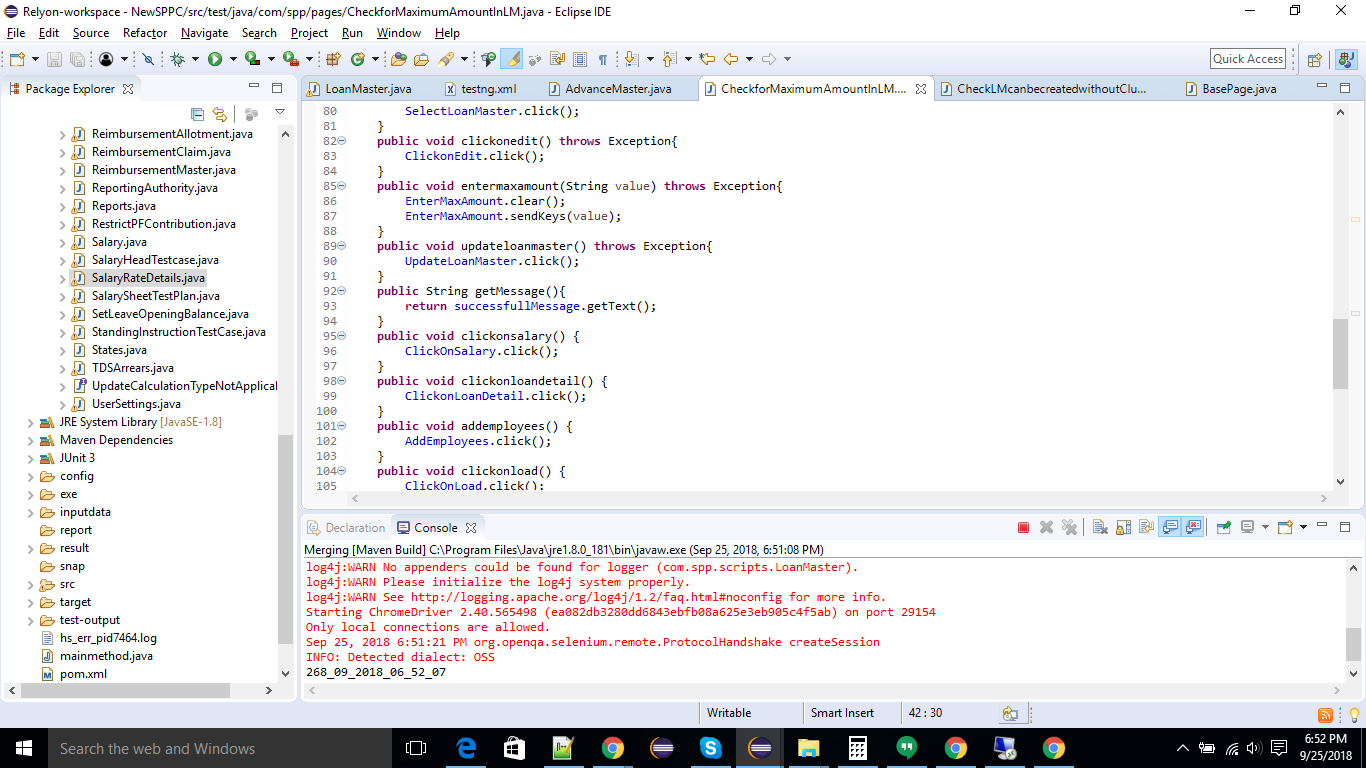 Relyon-workspace - NewSPPC/src/test/java/com/spp/pages/CheckforMaximumAmountInLM.java - Eclipse IDE
File Edit Source Refactor Navigate Search Project Run Window Help
Quick Access
Package Explorer
LoanMaster.java testng.xml AdvanceMaster.java CheckforMaximumAmountInLM.... CheckLMcanbecreatedwithoutClu... BasePage.java
ReimbursementAllotment.java
ReimbursementClaim.java
ReimbursementMaster.java
ReportingAuthority.java
Reports.java
RestrictPFContribution.java
Salary.java
SalaryHeadTestcase.java
SalaryRateDetails.java
SalarySheetTestPlan.java
SetLeaveOpeningBalance.java
StandingInstructionTestCase.java
States.java
TDSArrears.java
UpdateCalculationTypeNotApplical
UserSettings.java
JRE System Library [JavaSE-1.8]
Maven Dependencies
JUnit 3
config
exe
inputdata
report
result
snap
src
target
test-output
hs_err_pid7464.log
mainmethod.java
pom.xml
80 SelectLoanMaster.click();
81 }
82 public void clickonedit() throws Exception{
83 ClickonEdit.click();
84 }
85 public void entermaxamount(String value) throws Exception{
86 EnterMaxAmount.clear();
87 EnterMaxAmount.sendKeys(value);
88 }
89 public void updateloanmaster() throws Exception{
90 UpdateLoanMaster.click();
91 }
92 public String getMessage(){
93 return successfullMessage.getText();
94 }
95 public void clickonsalary() {
96 ClickOnSalary.click();
97 }
98 public void clickonloandetail() {
99 ClickonLoanDetail.click();
100 }
101 public void addemployees() {
102 AddEmployees.click();
103 }
104 public void clickonload() {
105 ClickOnLoad.click();
Declaration Console
Merging [Maven Build] C:\Program Files\Java\jre1.8.0_181\bin\javaw.exe (Sep 25, 2018, 6:51:08 PM)
log4j:WARN No appenders could be found for logger (com.spp.scripts.LoanMaster).
log4j:WARN Please initialize the log4j system properly.
log4j:WARN See http://logging.apache.org/log4j/1.2/faq.html#noconfig for more info.
Starting ChromeDriver 2.40.565498 (ea082db3280dd6843ebfb08a625e3eb905c4f5ab) on port 29154
Only local connections are allowed.
Sep 25, 2018 6:51:21 PM org.openqa.selenium.remote.ProtocolHandshake createSession
INFO: Detected dialect: OSS
268_09_2018_06_52_07
Writable Smart Insert 42 : 30
Search the web and Windows
6:52 PM
9/25/2018